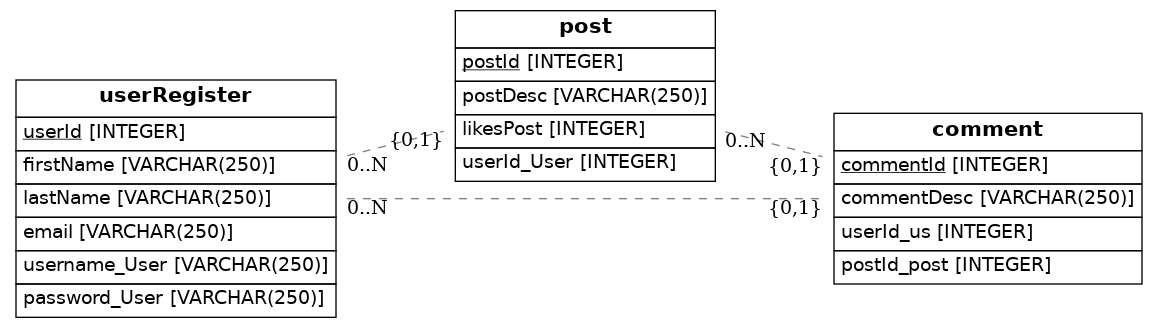 userRegister
userId [INTEGER]
firstName [VARCHAR(250)]
lastName [VARCHAR(250)]
email [VARCHAR(250)]
username_User [VARCHAR(250)]
password_User [VARCHAR(250)]
{0,1}
0..N
0..N
post
postId [INTEGER]
postDesc [VARCHAR(250)]
likesPost [INTEGER]
userId_User [INTEGER]
0..N
{0,1}
{0,1}
comment
commentId [INTEGER]
commentDesc [VARCHAR(250)]
userId_us [INTEGER]
postId_post [INTEGER]